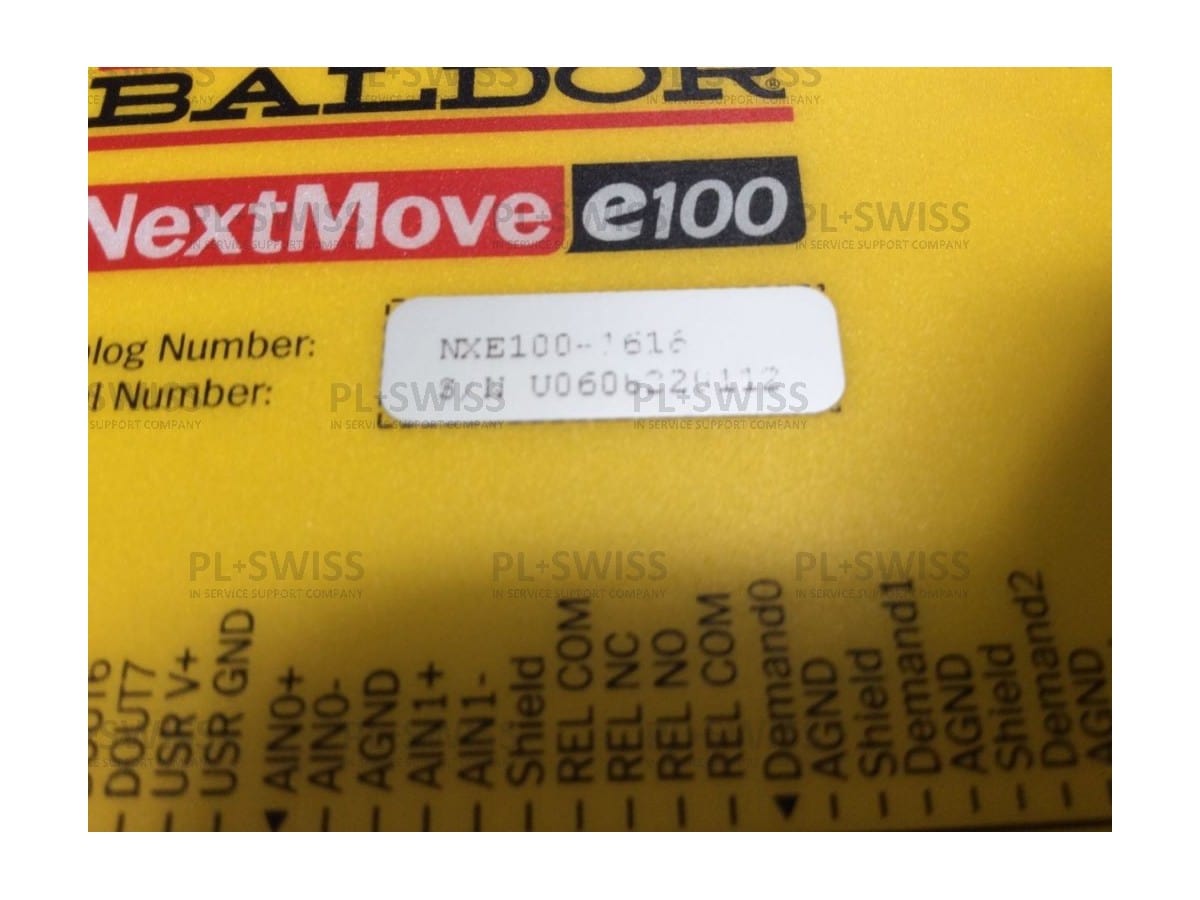 BALDOR®
NextMove e100
NXE100-1616
Number:
Number:
PL+SWISS
IN SERVICE SUPPORT COMPANY
DOUT7
USR V+
USR GND
AIN0+
AIN0-
AGND
AIN1+
AIN1-
Shield
REL COM
REL NC
REL NO
REL COM
Demand0
AGND
Shield
Demand1
AGND
Shield
Demand2
AGND